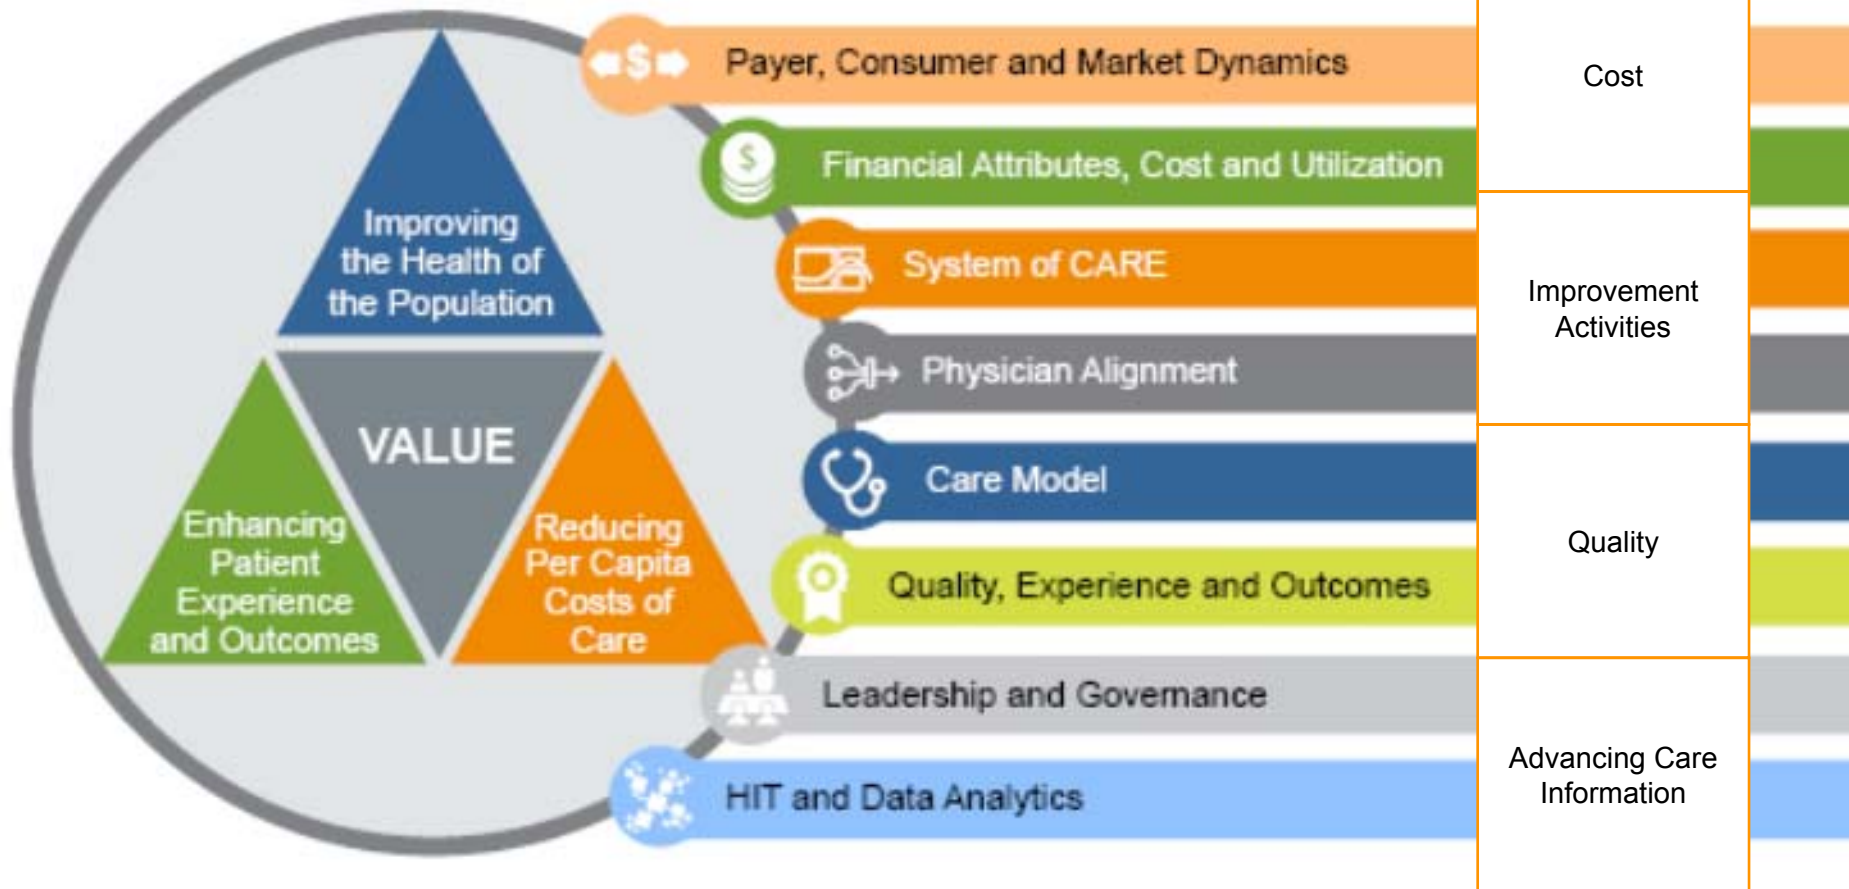 Improving
the Health of
the Population
VALUE
Enhancing
Patient
Experience
and Outcomes
Reducing
Per Capita
Costs of
Care
$
Payer, Consumer and Market Dynamics
$
Financial Attributes, Cost and Utilization
System of CARE
Physician Alignment
Care Model
Quality, Experience and Outcomes
Leadership and Governance
HIT and Data Analytics
Cost
Improvement
Activities
Quality
Advancing Care
Information